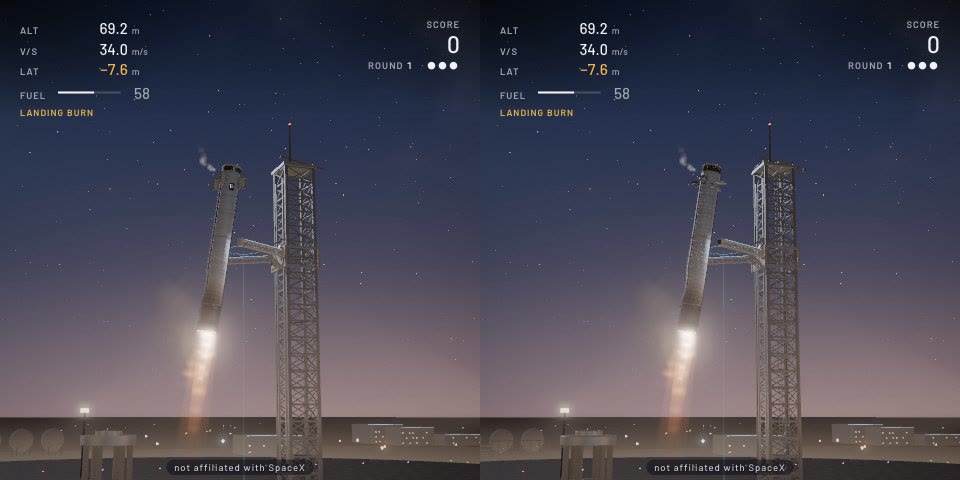 ALT 69.2 m
V/S 34.0 m/s
LAT −7.6 m
FUEL 58
LANDING BURN
SCORE
0
ROUND 1
not affiliated with SpaceX
ALT 69.2 m
V/S 34.0 m/s
LAT −7.6 m
FUEL 58
LANDING BURN
SCORE
0
ROUND 1
not affiliated with SpaceX